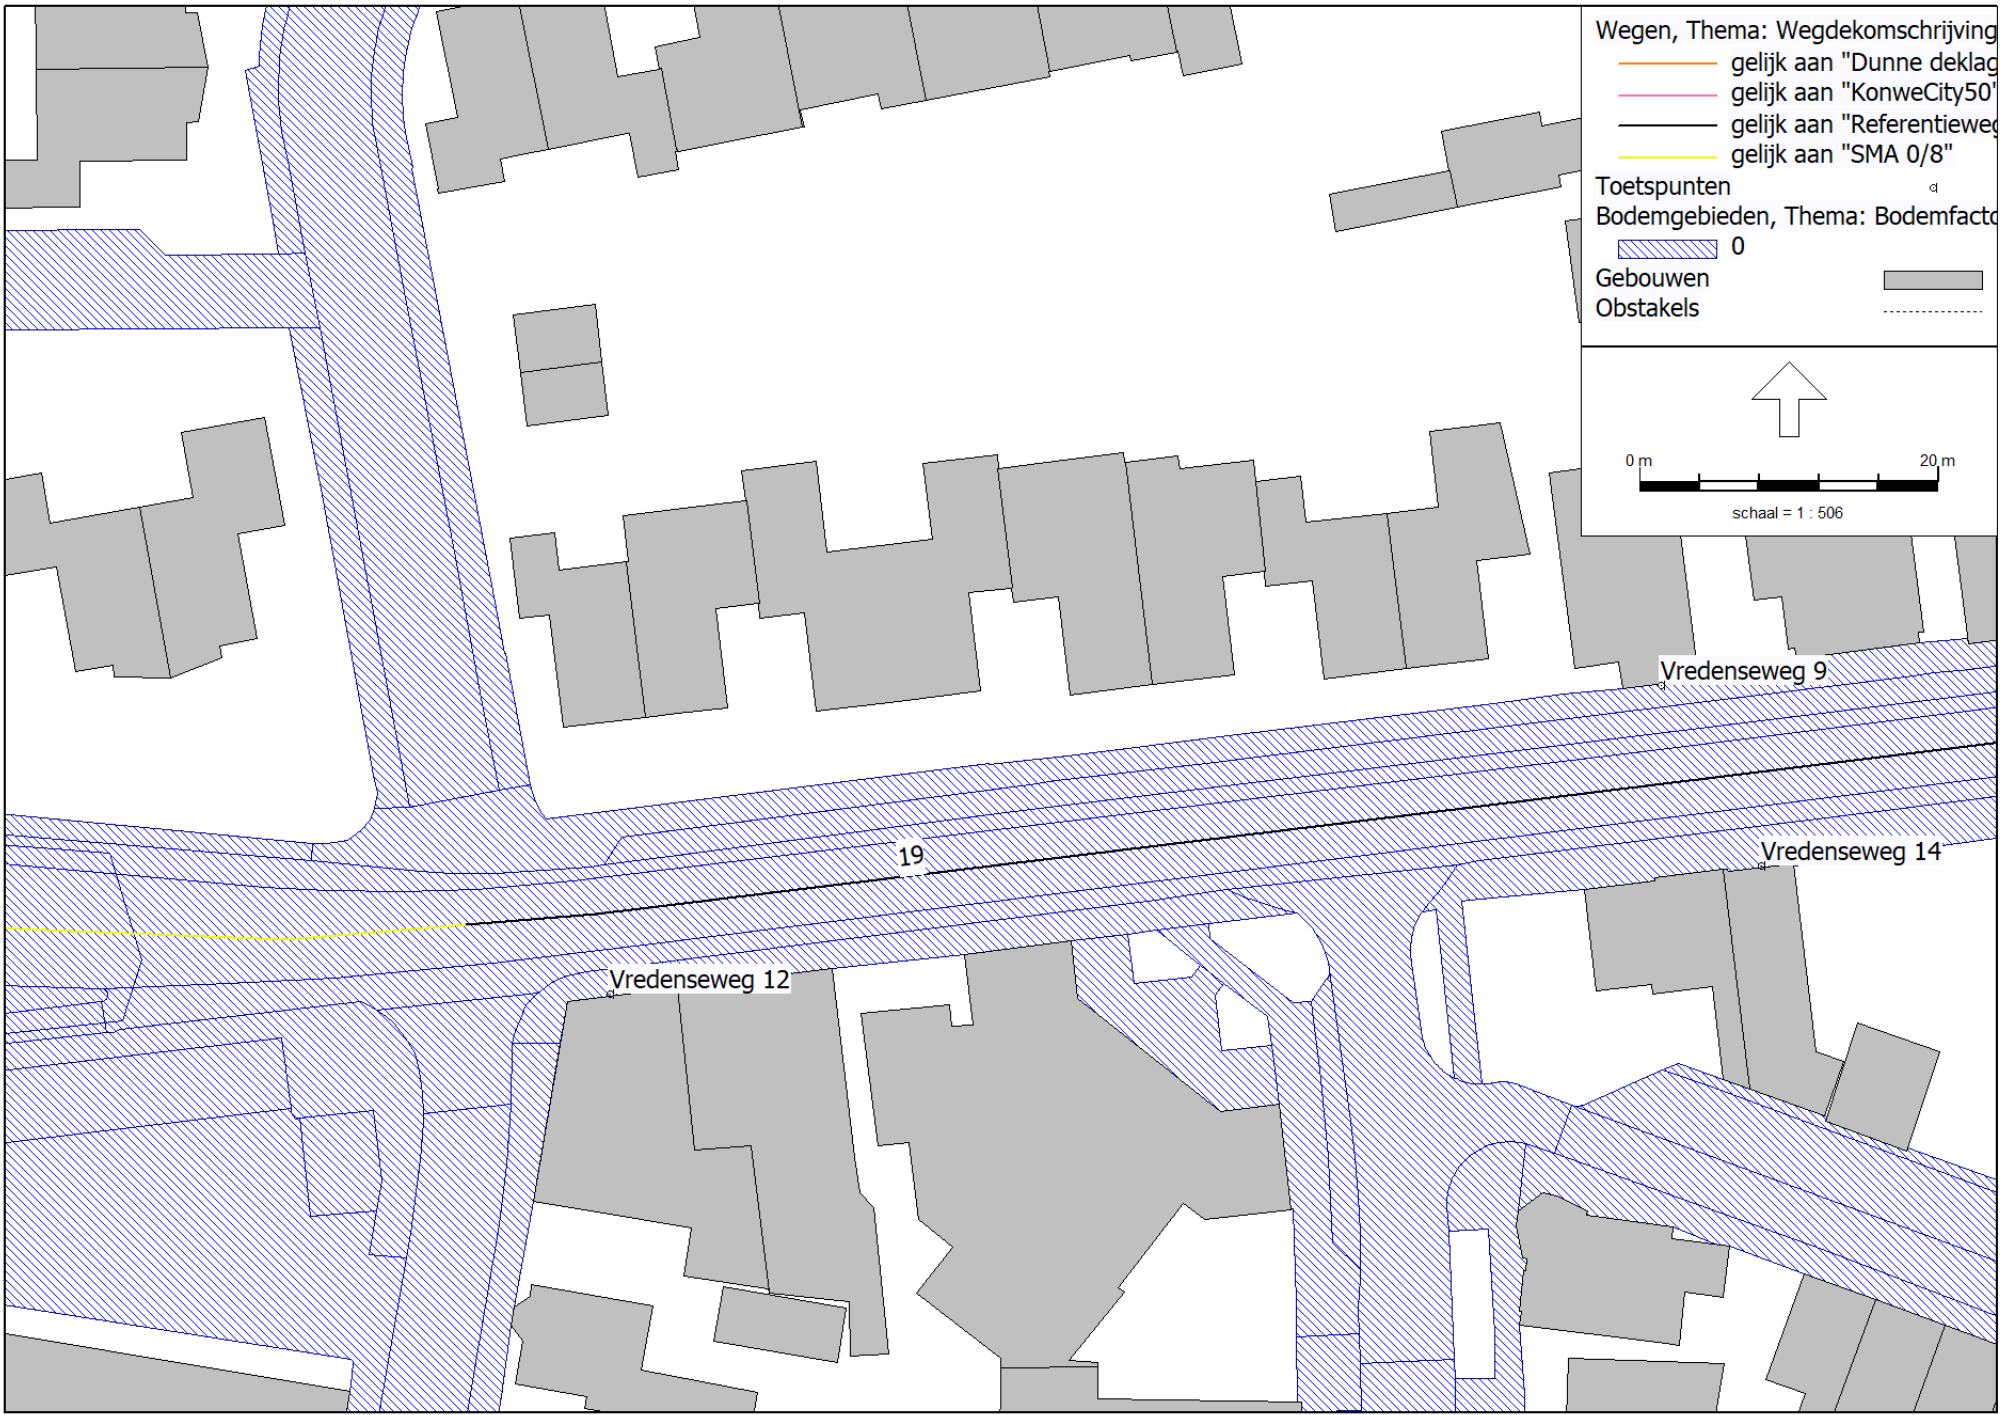 Wegen, Thema: Wegdekomschrijving
gelijk aan "Dunne deklag
gelijk aan "KonweCity50"
gelijk aan "Referentieweg
gelijk aan "SMA 0/8"
Toetspunten
Bodemgebieden, Thema: Bodemfacto
0
Gebouwen
Obstakels
0 m 20 m
schaal = 1 : 506
Vredenseweg 9
Vredenseweg 14
19
Vredenseweg 12